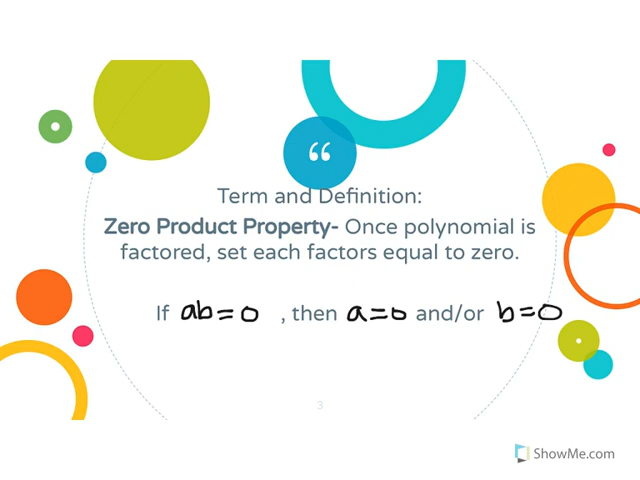 “
Term and Definition:
Zero Product Property- Once polynomial is
factored, set each factors equal to zero.
If ab=0 , then a=0 and/or b=0
3
ShowMe.com